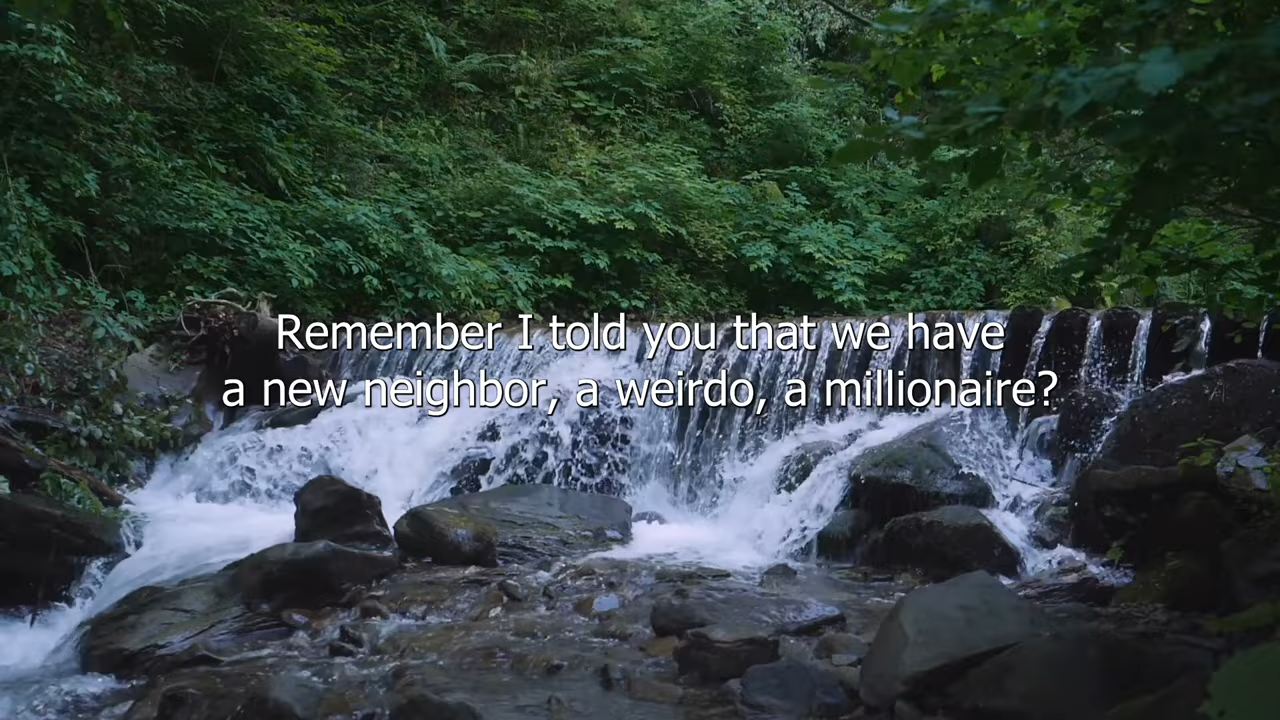 Remember I told you that we have
a new neighbor, a weirdo, a millionaire?